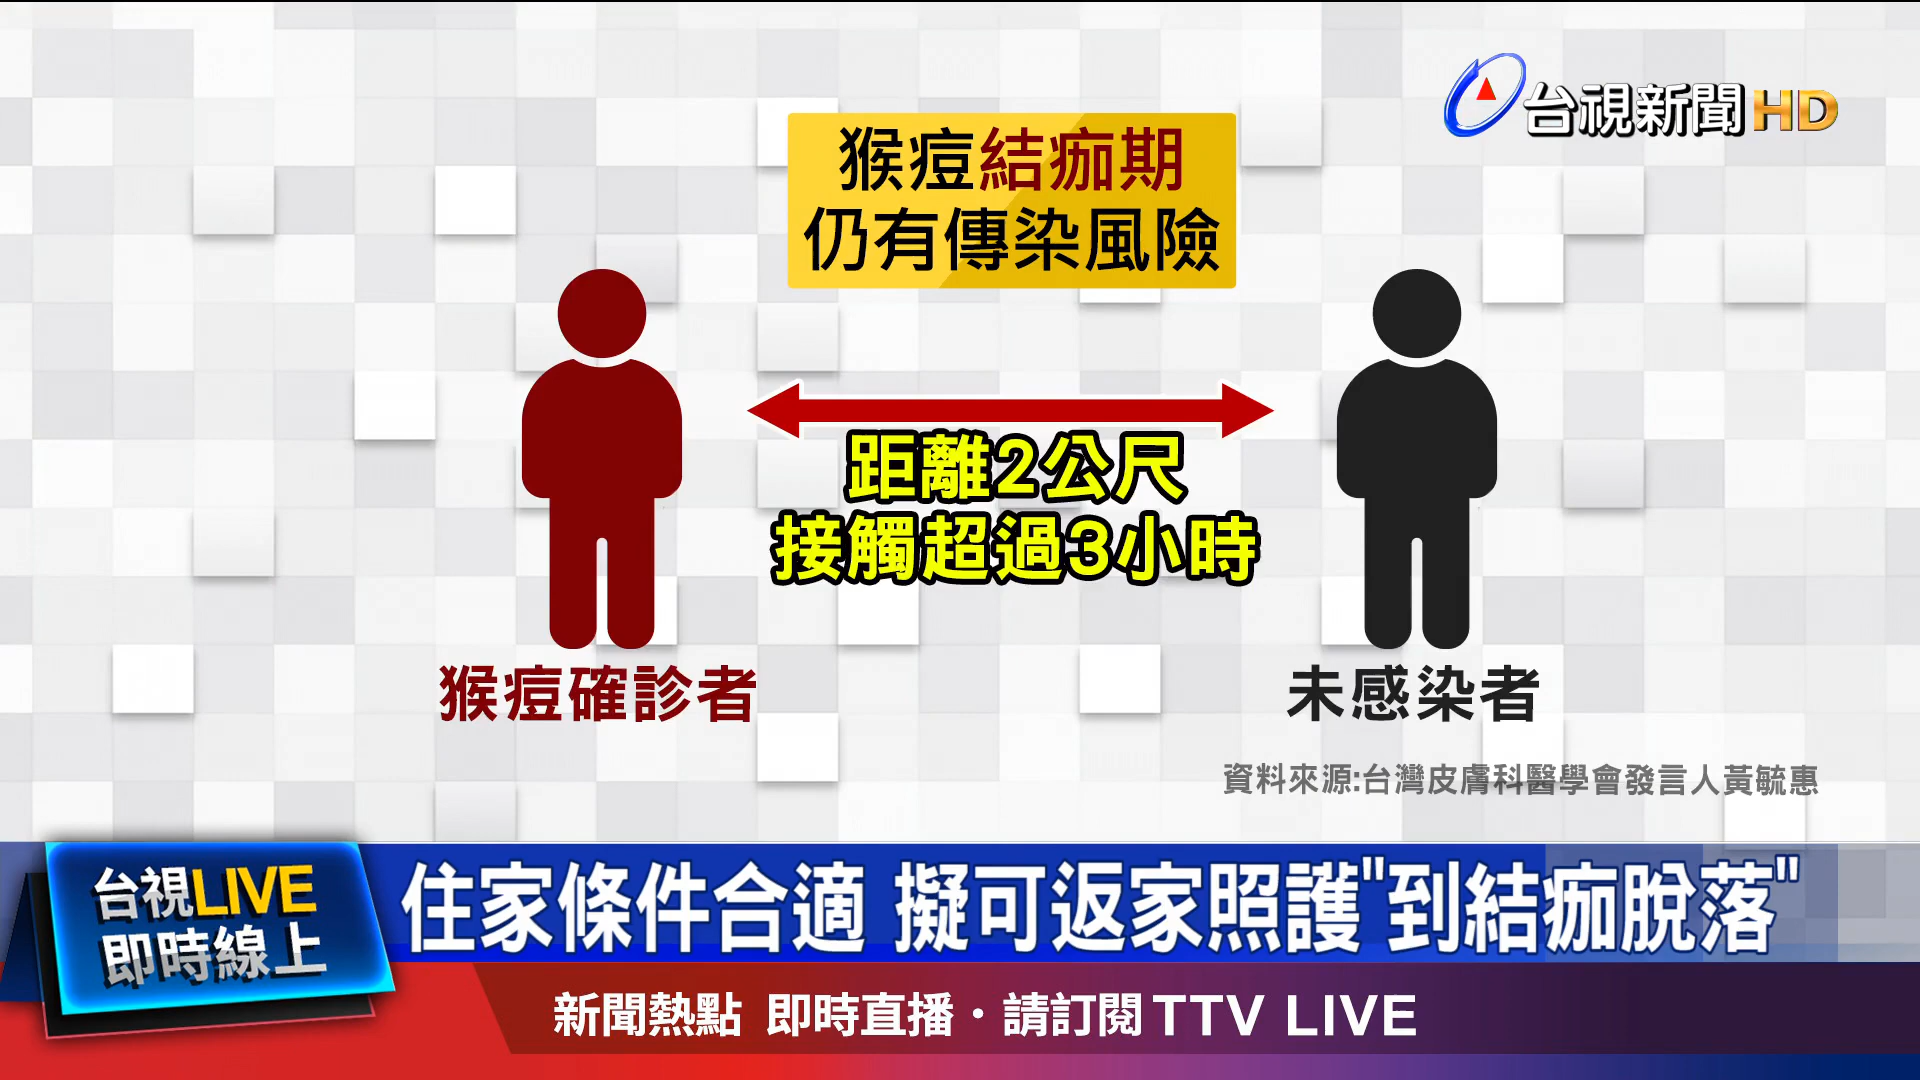 台視新聞HD
猴痘結痂期
仍有傳染風險
距離2公尺
接觸超過3小時
猴痘確診者
未感染者
資料來源:台灣皮膚科醫學會發言人黃毓惠
台視LIVE
即時線上
住家條件合適 擬可返家照護"到結痂脫落"
新聞熱點 即時直播・請訂閱TTV LIVE